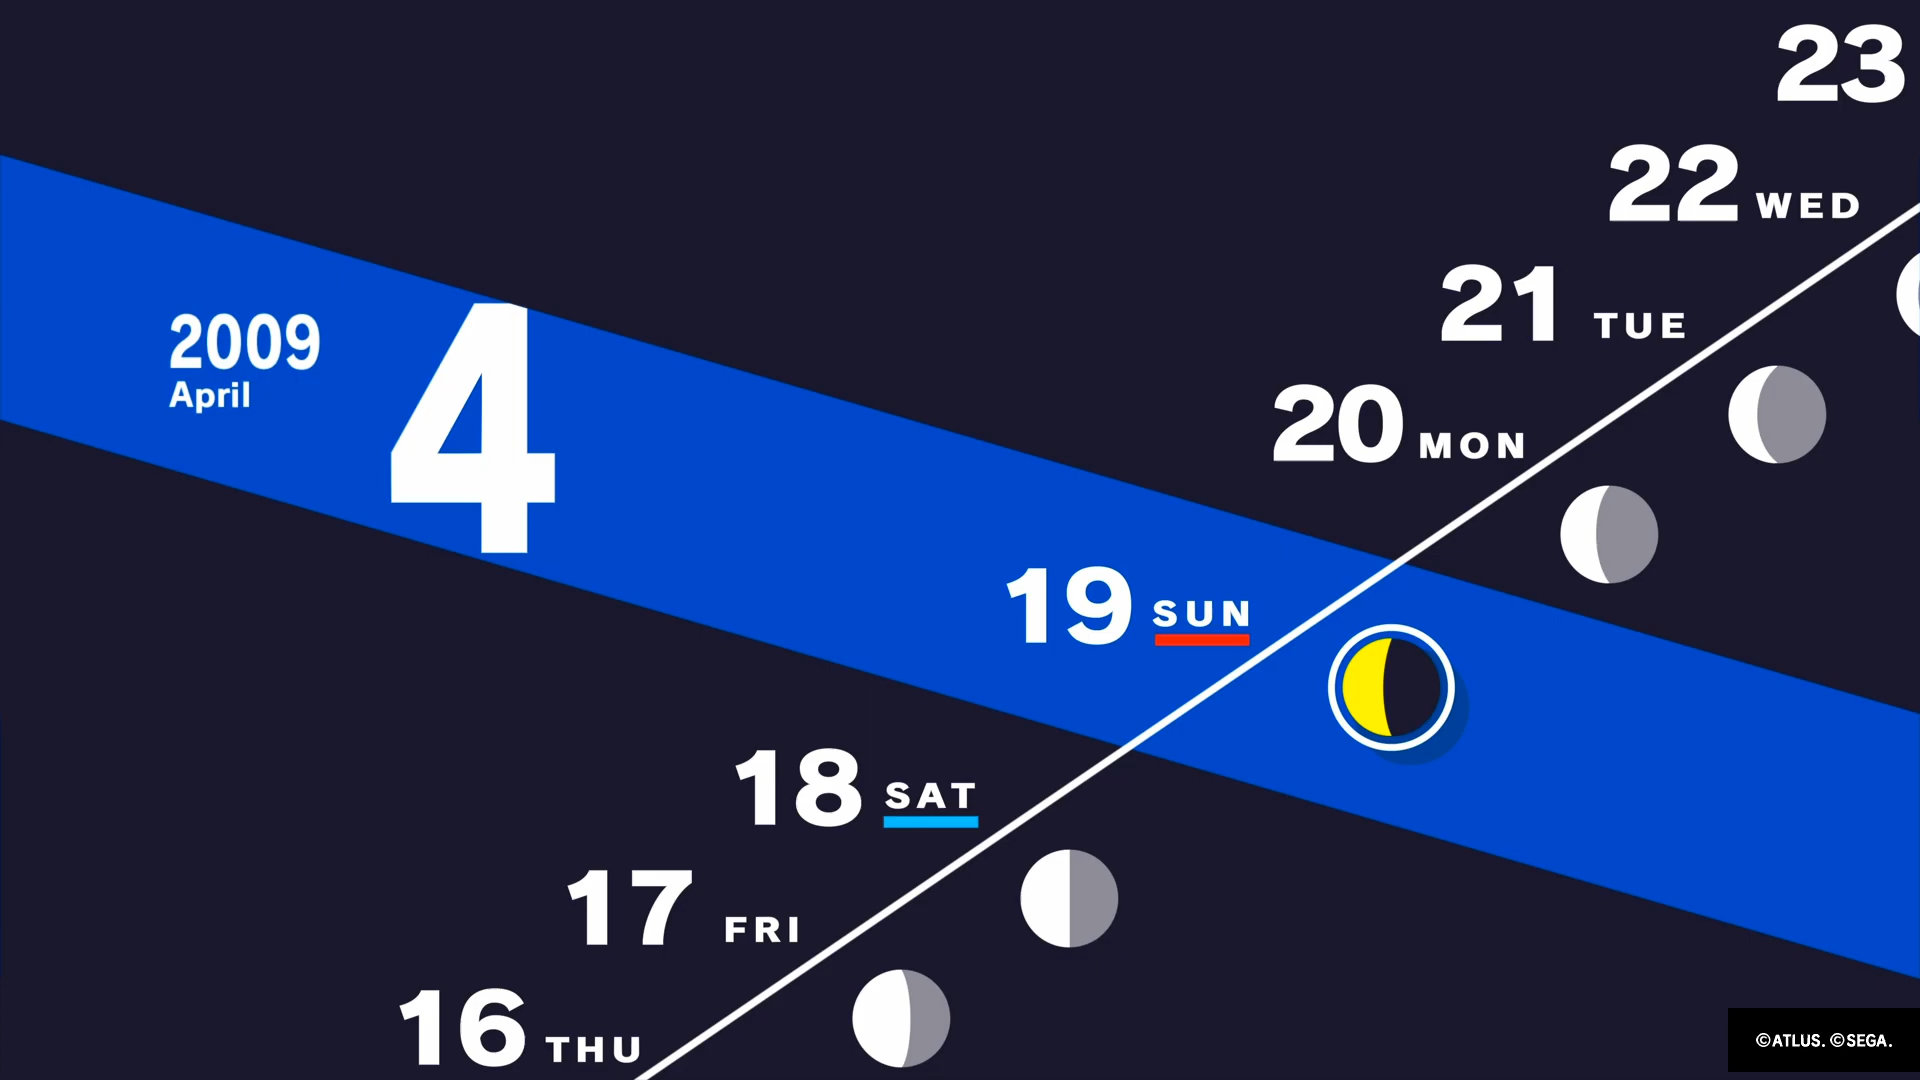 23
22 WED
21 TUE
2009
April
4
20 MON
19 SUN
18 SAT
17 FRI
16 THU
©ATLUS. ©SEGA.